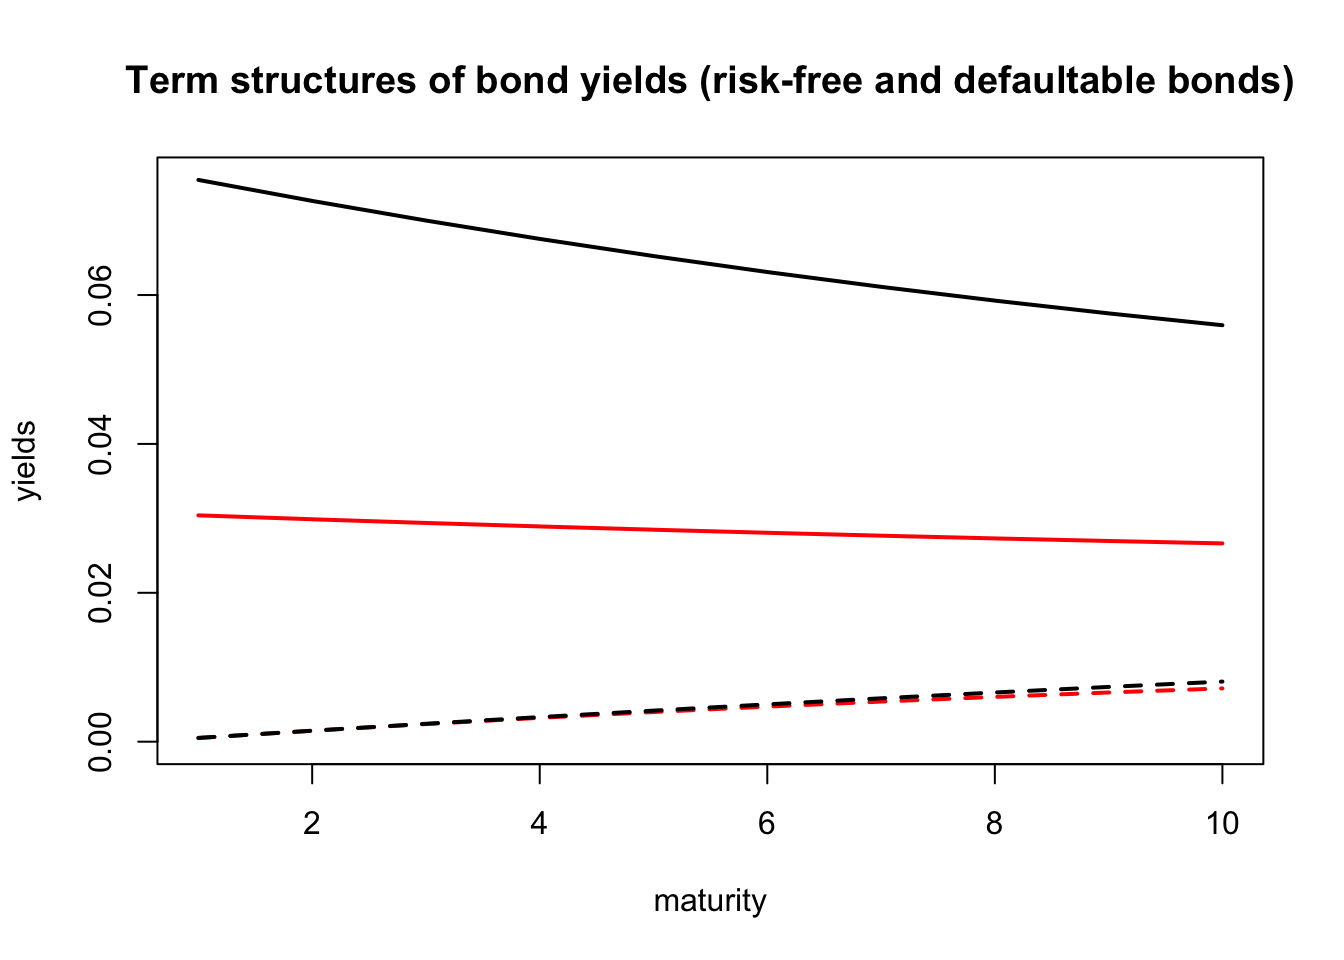 Term structures of bond yields (risk-free and defaultable bonds)
yields
0.06
0.04
0.02
0.00
2 4 6 8 10
maturity